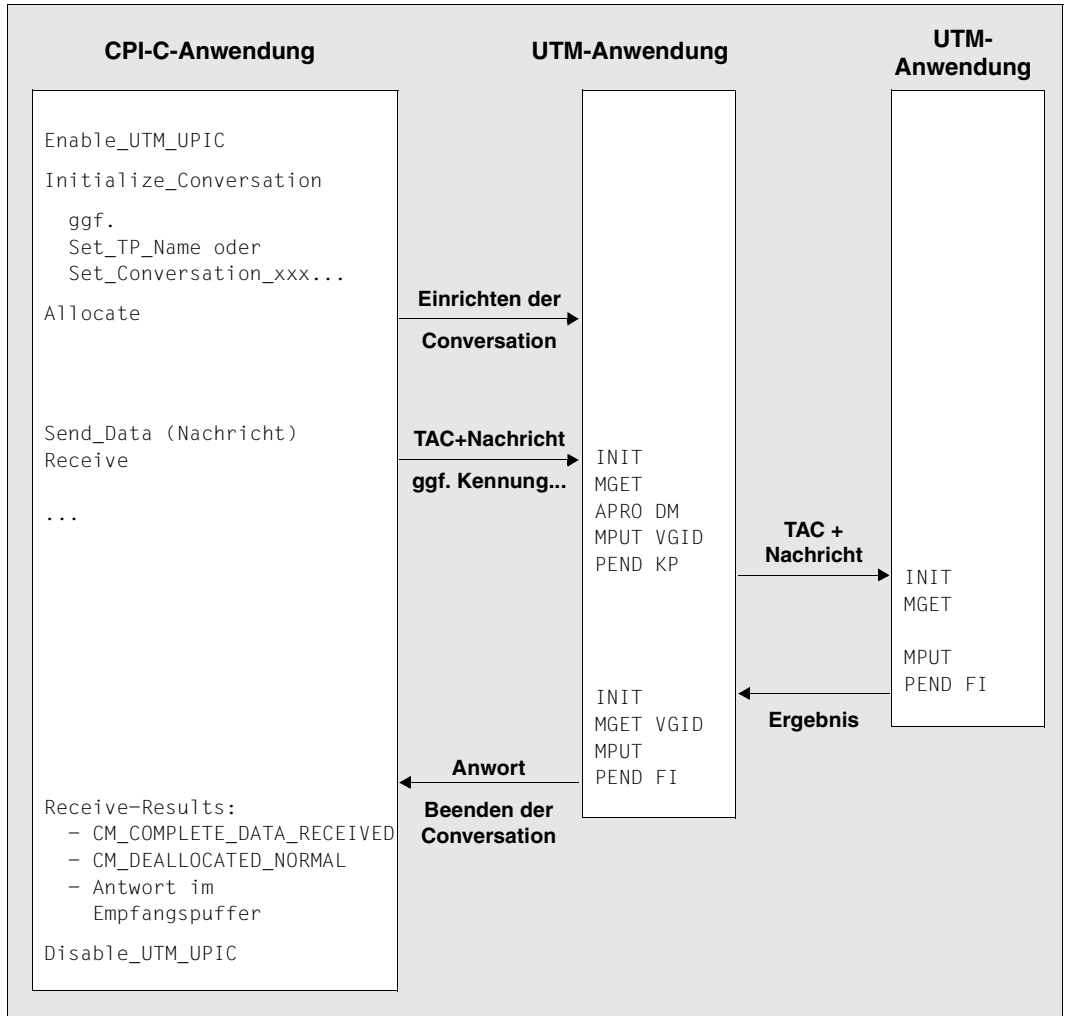 CPI-C-Anwendung
UTM-Anwendung
UTM-
Anwendung
Enable_UTM_UPIC
Initialize_Conversation
ggf.
Set_TP_Name oder
Set_Conversation_xxx...
Allocate
Einrichten der
Conversation
Send_Data (Nachricht)
Receive
...
TAC+Nachricht
ggf. Kennung...
INIT
MGET
APRO DM
MPUT VGID
PEND KP
TAC +
Nachricht
INIT
MGET
MPUT
PEND FI
Ergebnis
INIT
MGET VGID
MPUT
PEND FI
Anwort
Beenden der
Conversation
Receive-Results:
- CM_COMPLETE_DATA_RECEIVED
- CM_DEALLOCATED_NORMAL
- Antwort im
Empfangspuffer
Disable_UTM_UPIC